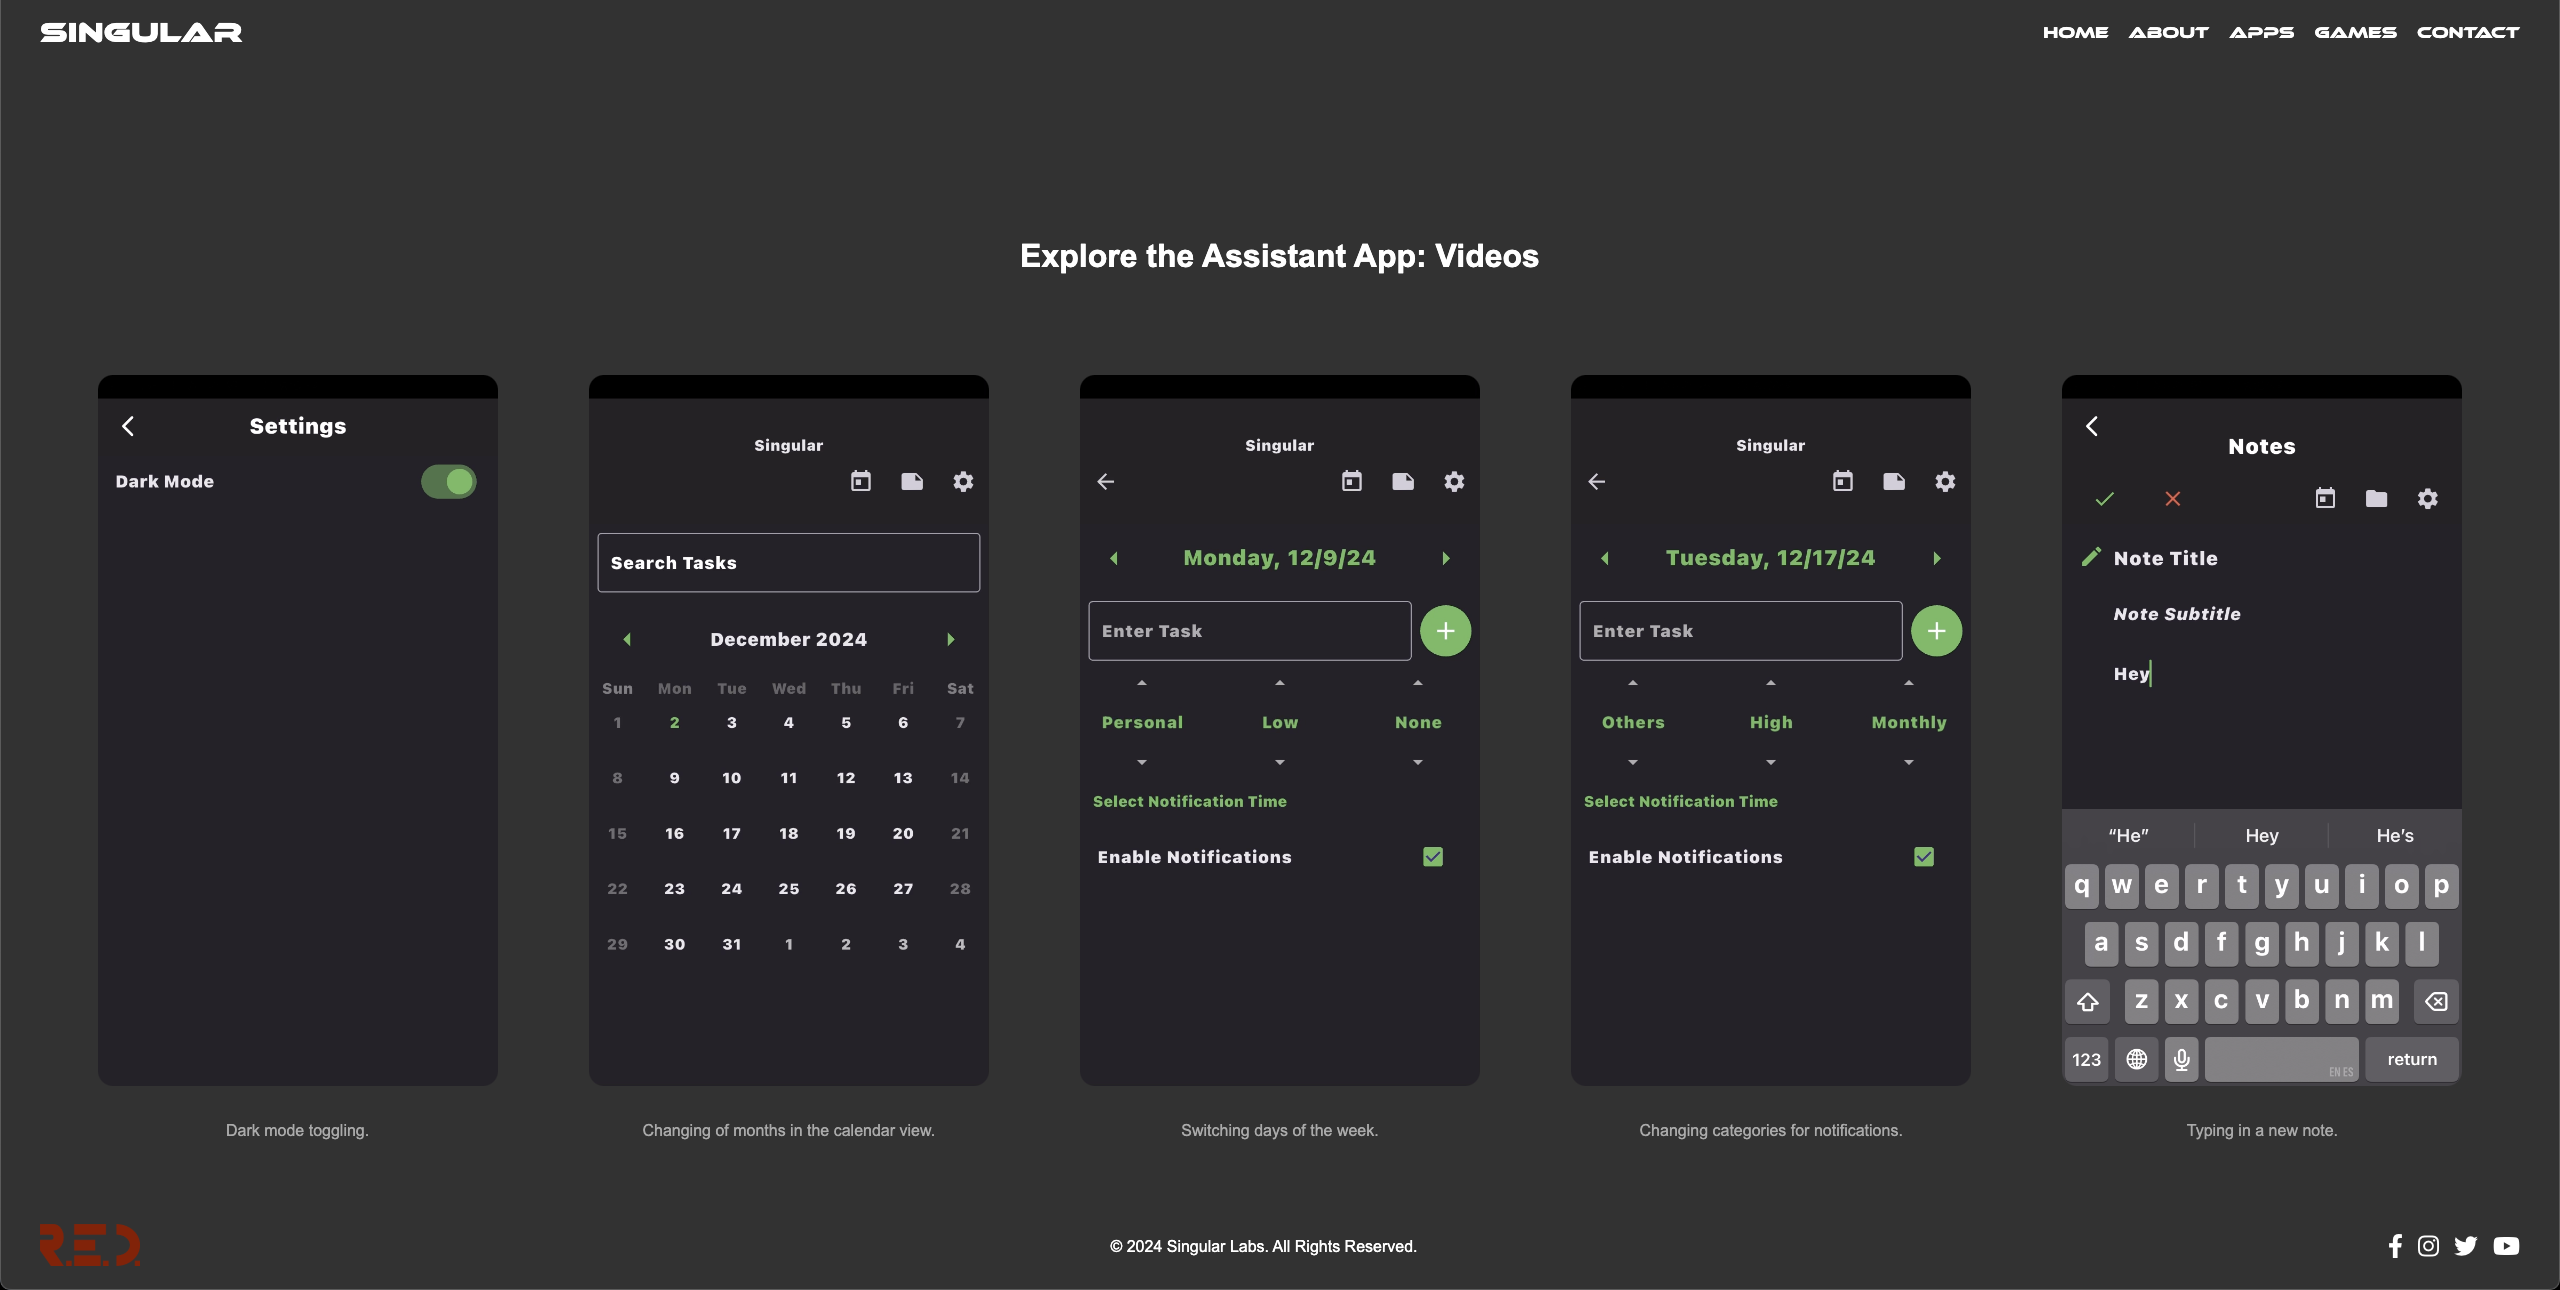 SINGULAR
HOME ABOUT APPS GAMES CONTACT
Explore the Assistant App: Videos
Settings
Dark Mode
Dark mode toggling.
Singular
Search Tasks
December 2024
Sun Mon Tue Wed Thu Fri Sat
1 2 3 4 5 6 7
8 9 10 11 12 13 14
15 16 17 18 19 20 21
22 23 24 25 26 27 28
29 30 31 1 2 3 4
Changing of months in the calendar view.
Singular
Monday, 12/9/24
Enter Task
Personal Low None
Select Notification Time
Enable Notifications
Switching days of the week.
Singular
Tuesday, 12/17/24
Enter Task
Others High Monthly
Select Notification Time
Enable Notifications
Changing categories for notifications.
Notes
Note Title
Note Subtitle
Hey
“He” Hey He’s
q w e r t y u i o p
a s d f g h j k l
z x c v b n m
123 EN ES return
Typing in a new note.
R.E.D.
© 2024 Singular Labs. All Rights Reserved.